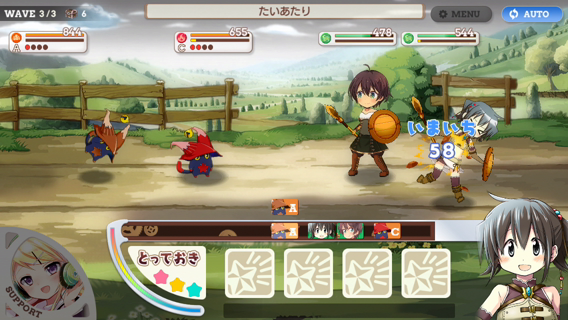 WAVE 3/3 6
たいあたり
MENU
AUTO
844
A
655
C
478
544
いまいち
58
A
A C
とっておき
SUPPORT